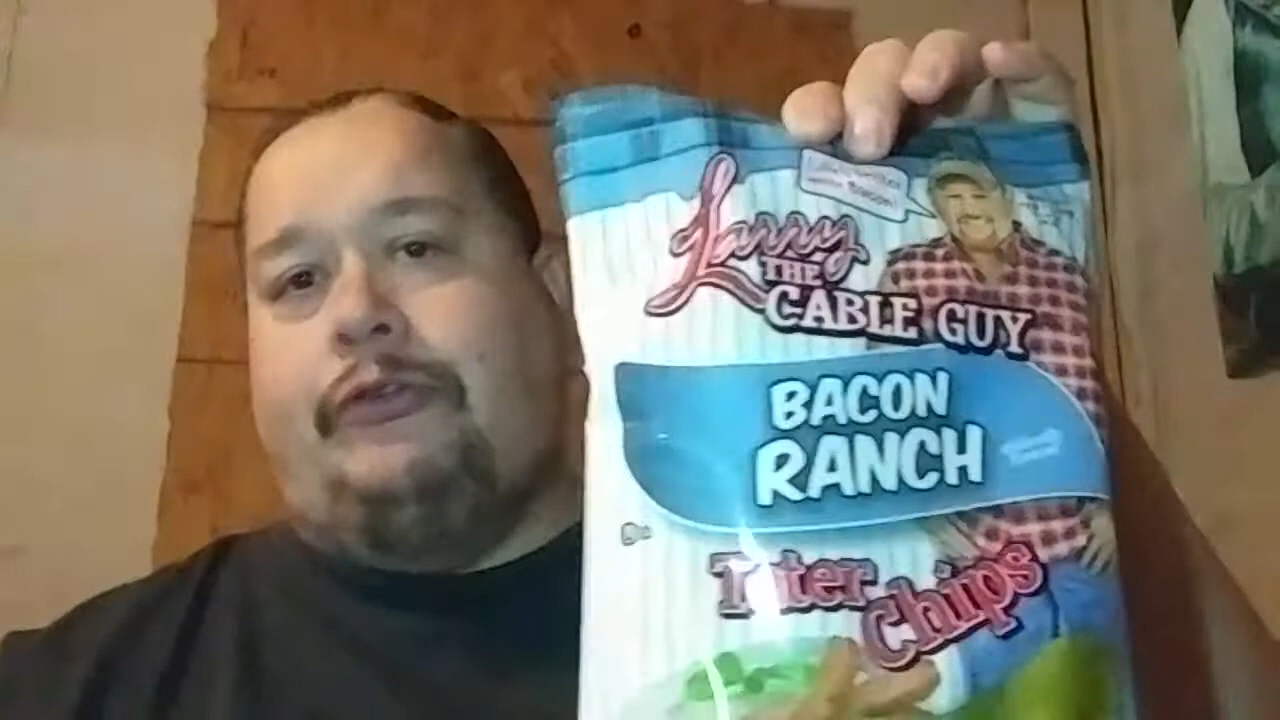 Larry
THE
CABLE GUY
BACON
RANCH
Tater
Chips